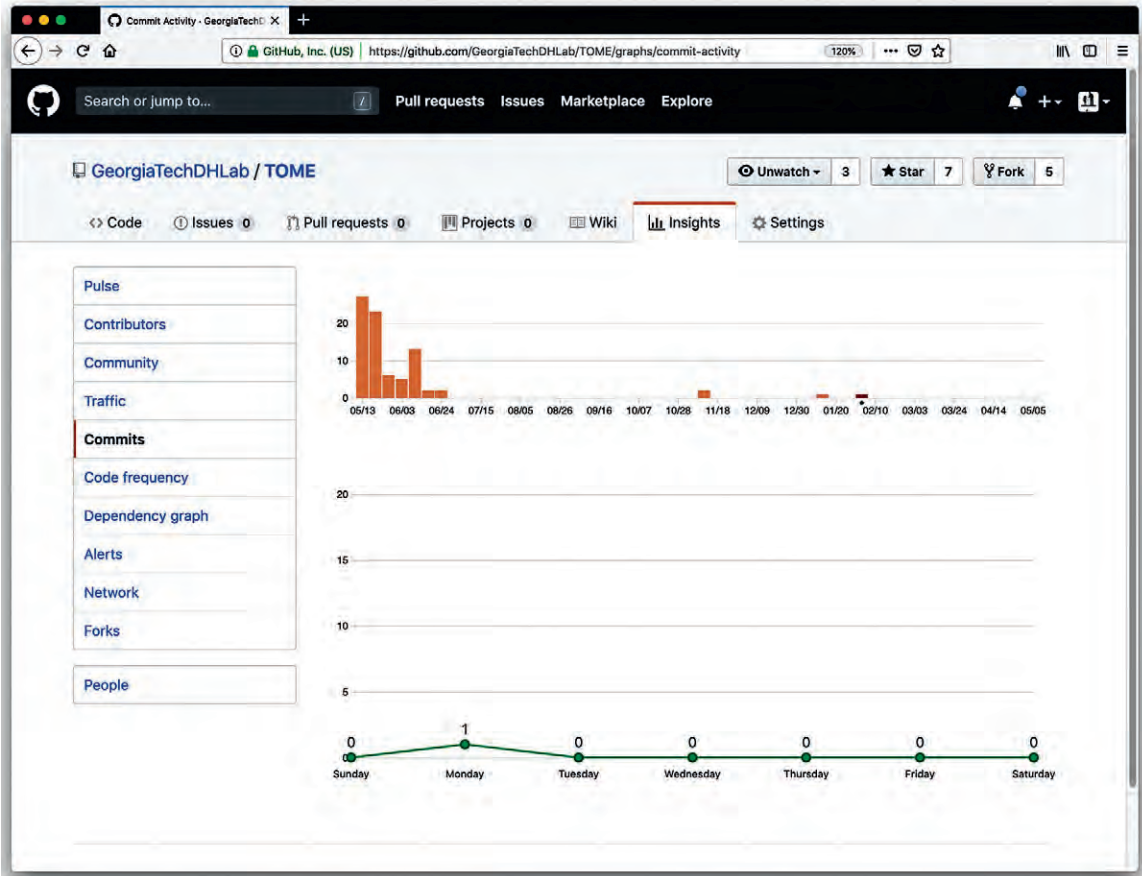 Commit Activity - GeorgiaTechD
GitHub, Inc. (US) https://github.com/GeorgiaTechDHLab/TOME/graphs/commit-activity 120%
Search or jump to... / Pull requests Issues Marketplace Explore
GeorgiaTechDHLab / TOME Unwatch 3 Star 7 Fork 5
Code Issues 0 Pull requests 0 Projects 0 Wiki Insights Settings
Pulse
Contributors
Community
Traffic
Commits
Code frequency
Dependency graph
Alerts
Network
Forks
People
20
10
0
05/13 06/03 06/24 07/15 08/05 08/26 09/16 10/07 10/28 11/18 12/09 12/30 01/20 02/10 03/03 03/24 04/14 05/05
20
15
10
5
0
0 1 0 0 0 0 0
Sunday Monday Tuesday Wednesday Thursday Friday Saturday